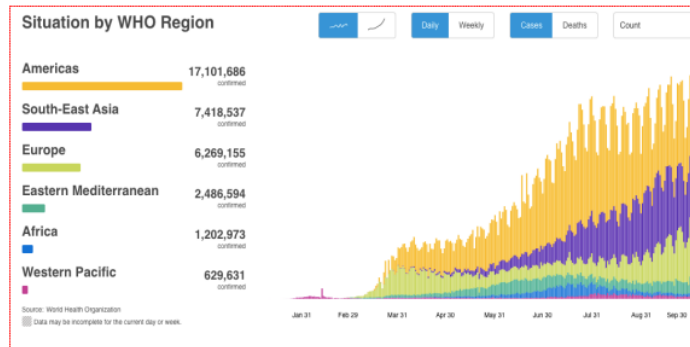 Situation by WHO Region
Daily Weekly Cases Deaths Count
Americas 17,101,686
confirmed
South-East Asia 7,418,537
confirmed
Europe 6,269,155
confirmed
Eastern Mediterranean 2,486,594
confirmed
Africa 1,202,973
confirmed
Western Pacific 629,631
confirmed
Source: World Health Organization
Data may be incomplete for the current day or week.
Jan 31 Feb 29 Mar 31 Apr 30 May 31 Jun 30 Jul 31 Aug 31 Sep 30